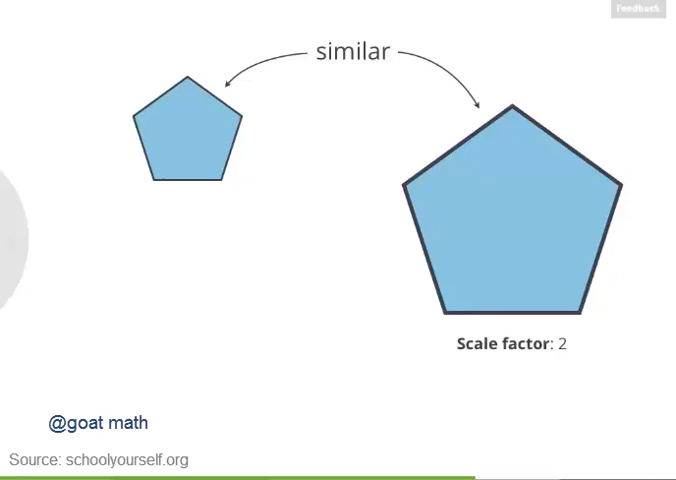 Feedback
similar
Scale factor: 2
@goat math
Source: schoolyourself.org